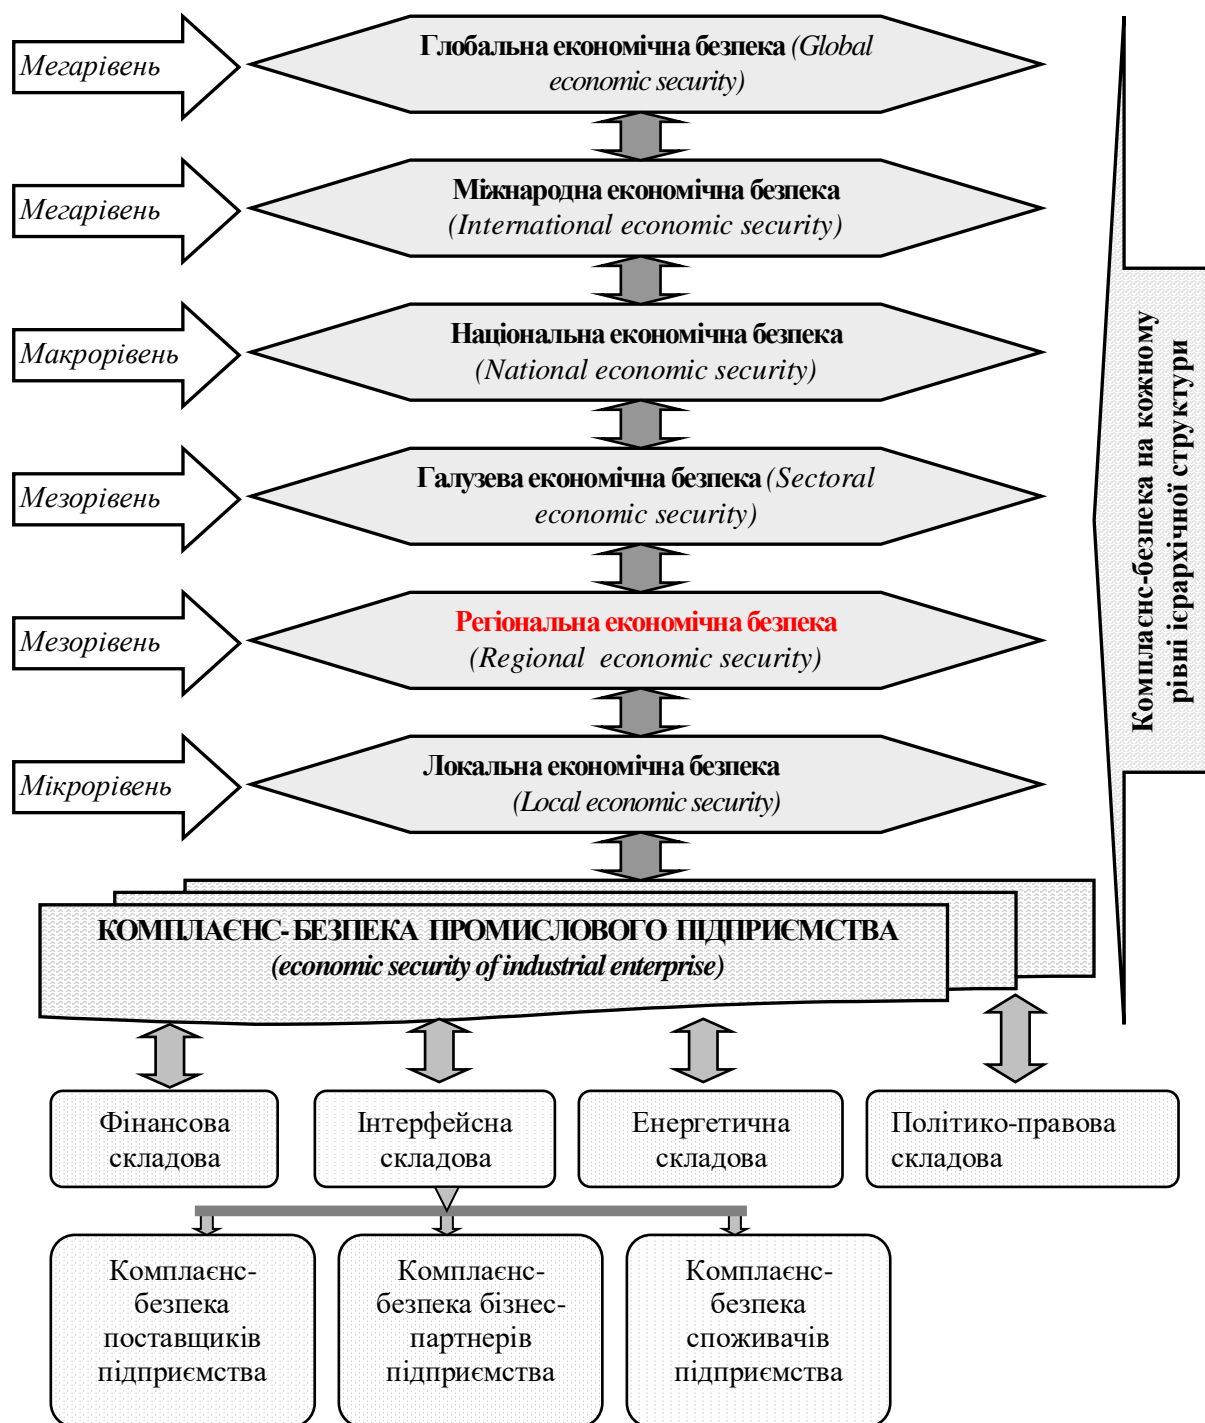 Мегарівень
Глобальна економічна безпека (Global
economic security)
Мегарівень
Міжнародна економічна безпека
(International economic security)
Макрорівень
Національна економічна безпека
(National economic security)
Мезорівень
Галузева економічна безпека (Sectoral
economic security)
Мезорівень
Регіональна економічна безпека
(Regional economic security)
Мікрорівень
Локальна економічна безпека
(Local economic security)
Комплаєнс-безпека на кожному
рівні ієрархічної структури
КОМПЛАЄНС-БЕЗПЕКА ПРОМИСЛОВОГО ПІДПРИЄМСТВА
(economic security of industrial enterprise)
Фінансова
складова
Інтерфейсна
складова
Енергетична
складова
Політико-правова
складова
Комплаєнс-
безпека
поставщиків
підприємства
Комплаєнс-
безпека бізнес-
партнерів
підприємства
Комплаєнс-
безпека
споживачів
підприємства